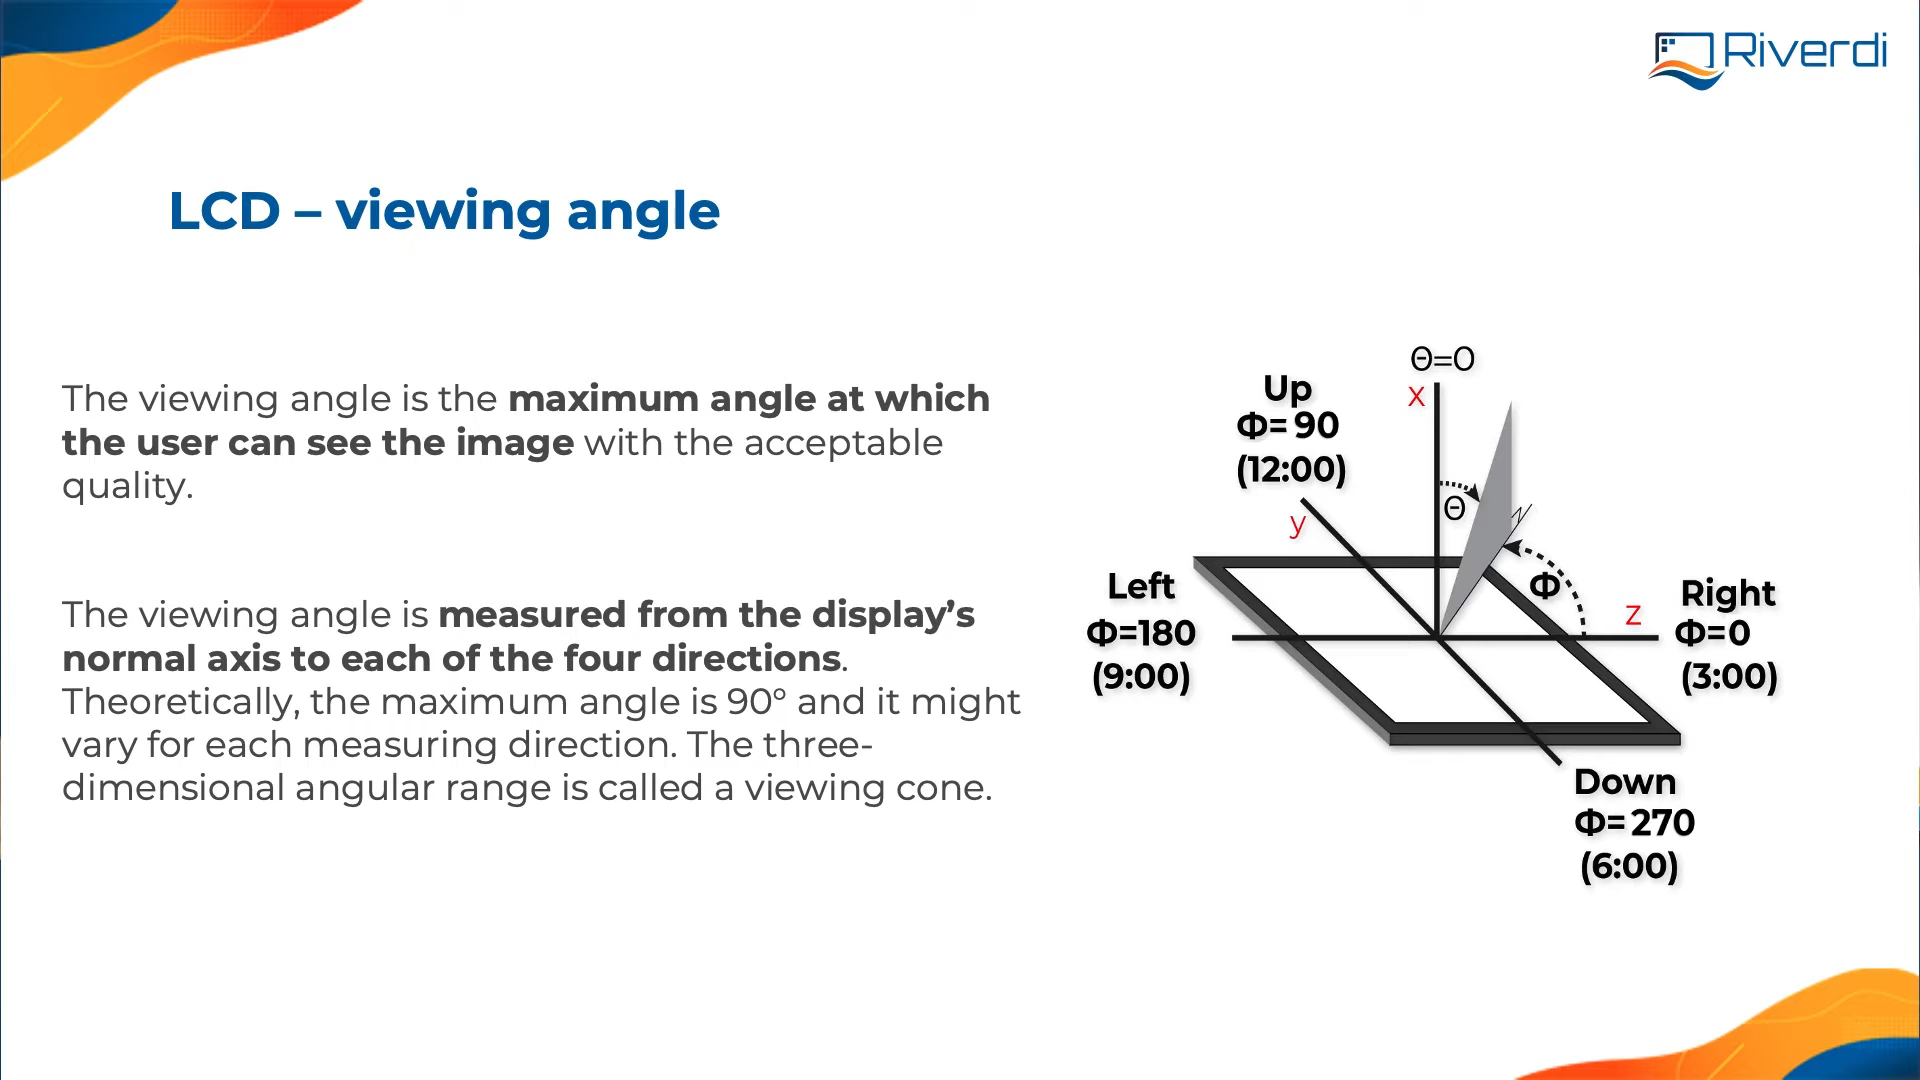 Riverdi
LCD – viewing angle
The viewing angle is the maximum angle at which
the user can see the image with the acceptable
quality.
The viewing angle is measured from the display’s
normal axis to each of the four directions.
Theoretically, the maximum angle is 90° and it might
vary for each measuring direction. The three-
dimensional angular range is called a viewing cone.
Θ=0
x
Up
Φ= 90
(12:00)
y
Θ
N
Φ
Left
Φ=180
(9:00)
z
Right
Φ=0
(3:00)
Down
Φ= 270
(6:00)